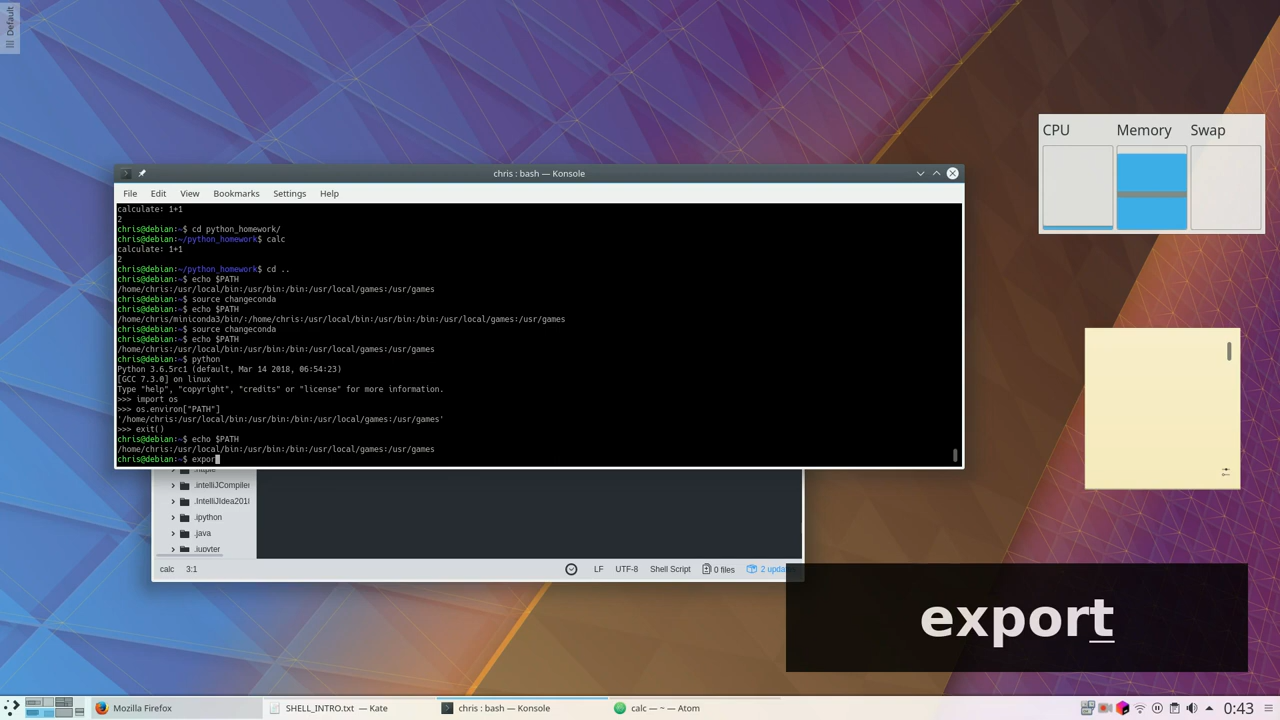 Default
CPU Memory Swap
chris : bash — Konsole
File Edit View Bookmarks Settings Help
calculate: 1+1
2
chris@debian:~$ cd python_homework/
chris@debian:~/python_homework$ calc
calculate: 1+1
2
chris@debian:~/python_homework$ cd ..
chris@debian:~$ echo $PATH
/home/chris:/usr/local/bin:/usr/bin:/bin:/usr/local/games:/usr/games
chris@debian:~$ source changeconda
chris@debian:~$ echo $PATH
/home/chris/miniconda3/bin/:/home/chris:/usr/local/bin:/usr/bin:/bin:/usr/local/games:/usr/games
chris@debian:~$ source changeconda
chris@debian:~$ echo $PATH
/home/chris:/usr/local/bin:/usr/bin:/bin:/usr/local/games:/usr/games
chris@debian:~$ python
Python 3.6.5rc1 (default, Mar 14 2018, 06:54:23)
[GCC 7.3.0] on linux
Type "help", "copyright", "credits" or "license" for more information.
>>> import os
>>> os.environ["PATH"]
'/home/chris:/usr/local/bin:/usr/bin:/bin:/usr/local/games:/usr/games'
>>> exit()
chris@debian:~$ echo $PATH
/home/chris:/usr/local/bin:/usr/bin:/bin:/usr/local/games:/usr/games
chris@debian:~$ expor
.intelliJCompiler
.IntelliJIdea201
.ipython
.java
.jupyter
calc 3:1 LF UTF-8 Shell Script 0 files 2 upda
export
Mozilla Firefox SHELL_INTRO.txt — Kate chris : bash — Konsole calc — ~ — Atom 0:43